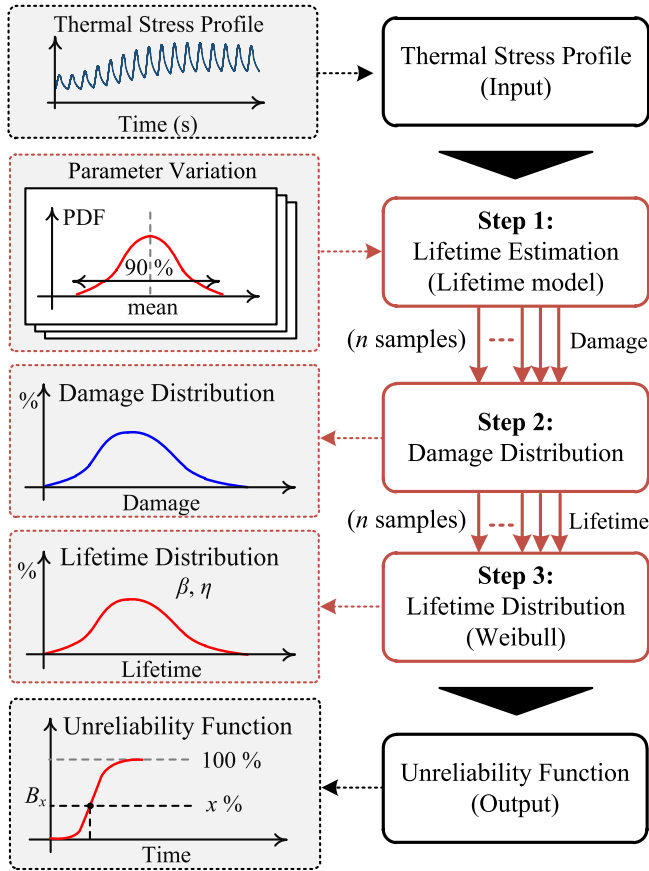 Thermal Stress Profile
Time (s)
Thermal Stress Profile
(Input)
Parameter Variation
PDF
90 %
mean
Step 1:
Lifetime Estimation
(Lifetime model)
(n samples)
Damage
% Damage Distribution
Damage
Step 2:
Damage Distribution
(n samples)
Lifetime
% Lifetime Distribution
β, η
Lifetime
Step 3:
Lifetime Distribution
(Weibull)
Unreliability Function
100 %
Bx
x %
Time
Unreliability Function
(Output)